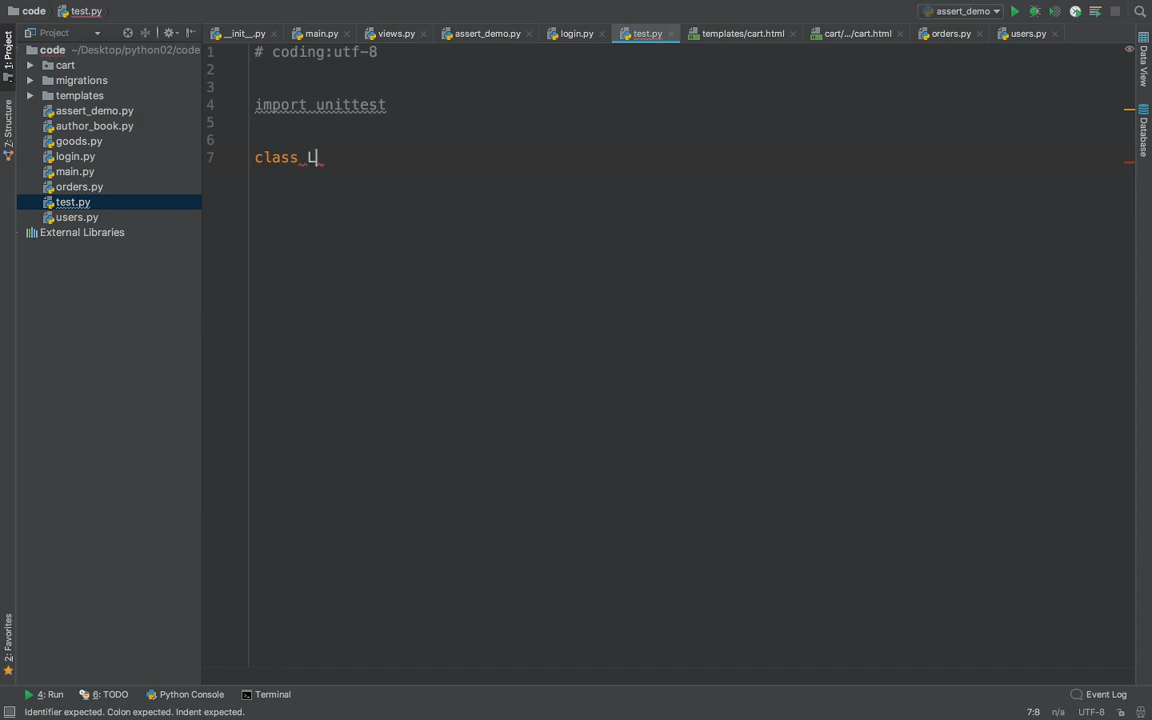 code
test.py
assert_demo
1: Project
Z: Structure
2: Favorites
Project
code ~/Desktop/python02/code
cart
migrations
templates
assert_demo.py
author_book.py
goods.py
login.py
main.py
orders.py
test.py
users.py
External Libraries
__init__.py
main.py
views.py
assert_demo.py
login.py
test.py
templates/cart.html
cart/.../cart.html
orders.py
users.py
1 # coding:utf-8
2
3
4 import unittest
5
6
7 class L
Data View
Database
4: Run
6: TODO
Python Console
Terminal
Event Log
Identifier expected. Colon expected. Indent expected.
7:8
n/a
UTF-8